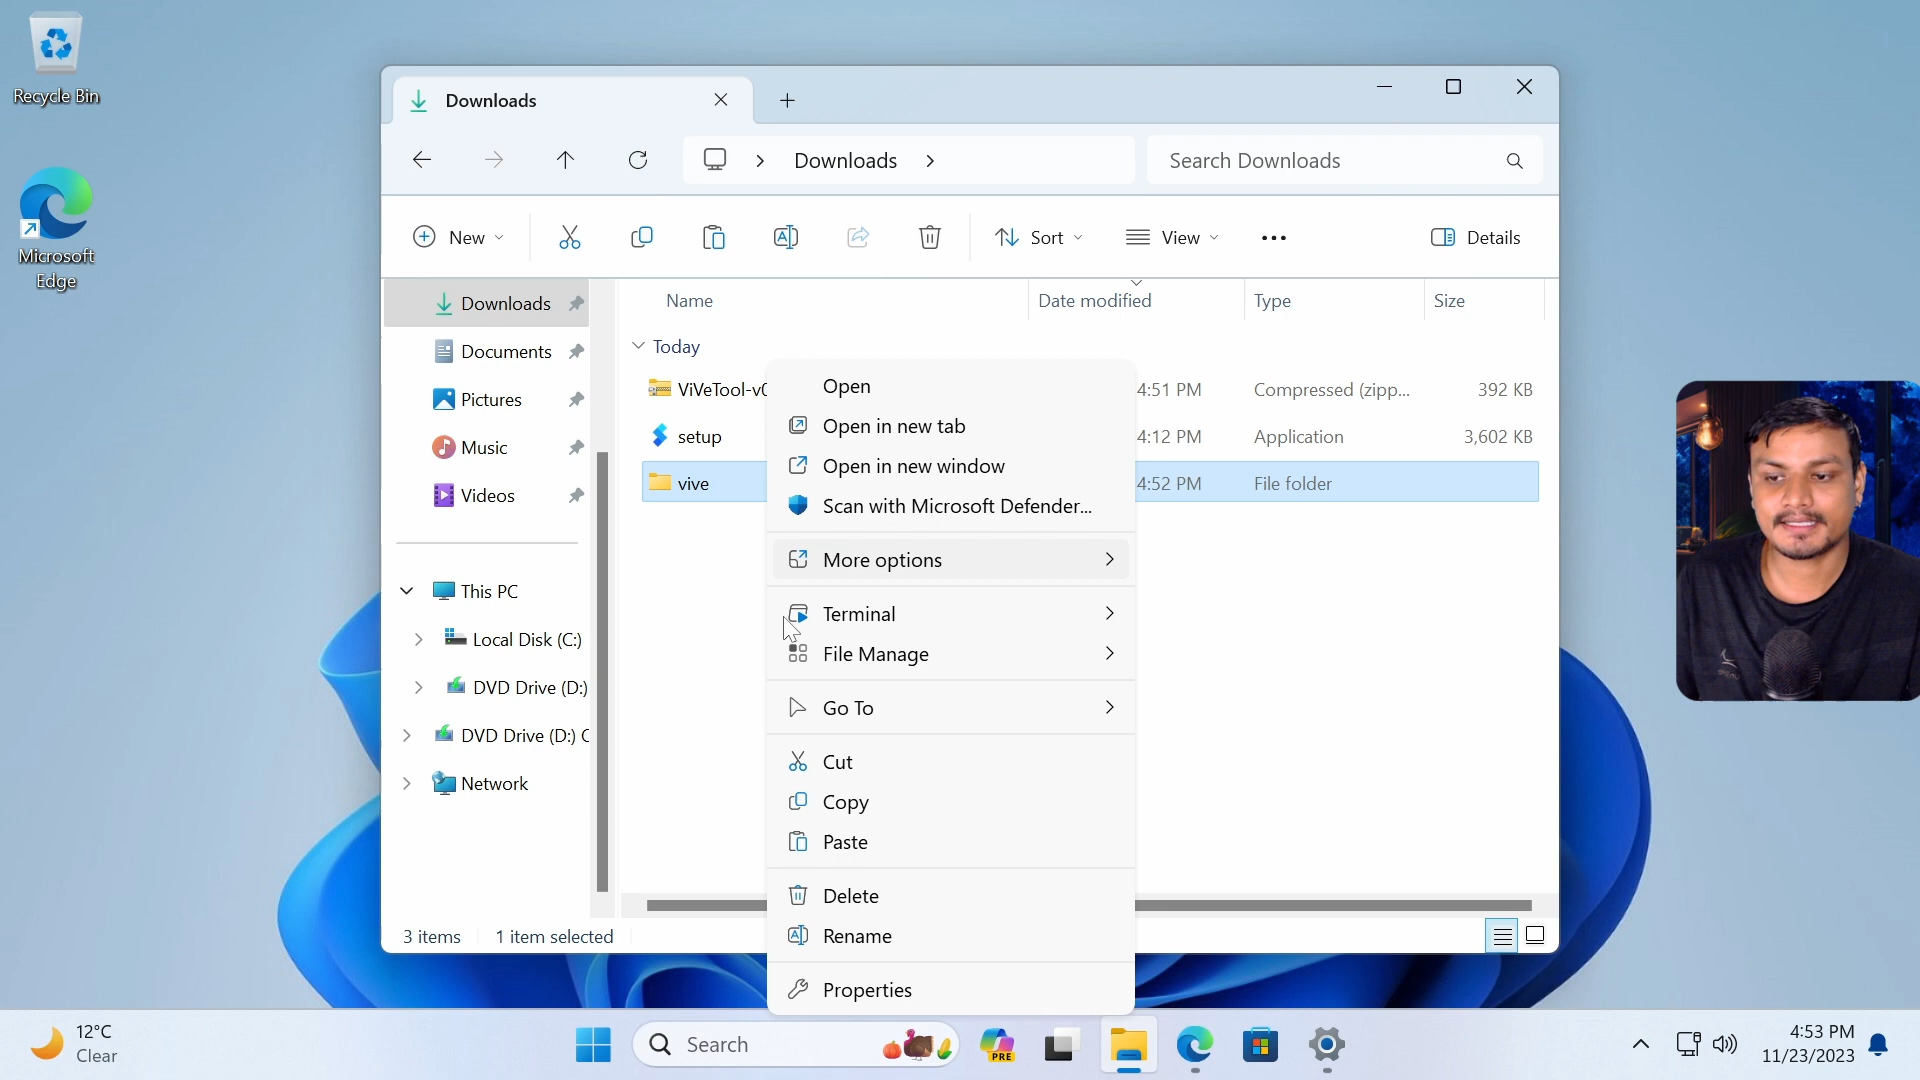 Recycle Bin
Microsoft
Edge
Downloads
Downloads
Search Downloads
New
Sort
View
Details
Downloads
Documents
Pictures
Music
Videos
This PC
Local Disk (C:)
DVD Drive (D:)
DVD Drive (D:) C
Network
Name
Date modified
Type
Size
Today
ViVeTool-v0
4:51 PM
Compressed (zipp...
392 KB
setup
4:12 PM
Application
3,602 KB
vive
4:52 PM
File folder
Open
Open in new tab
Open in new window
Scan with Microsoft Defender...
More options
Terminal
File Manage
Go To
Cut
Copy
Paste
Delete
Rename
Properties
3 items
1 item selected
12°C
Clear
Search
PRE
4:53 PM
11/23/2023